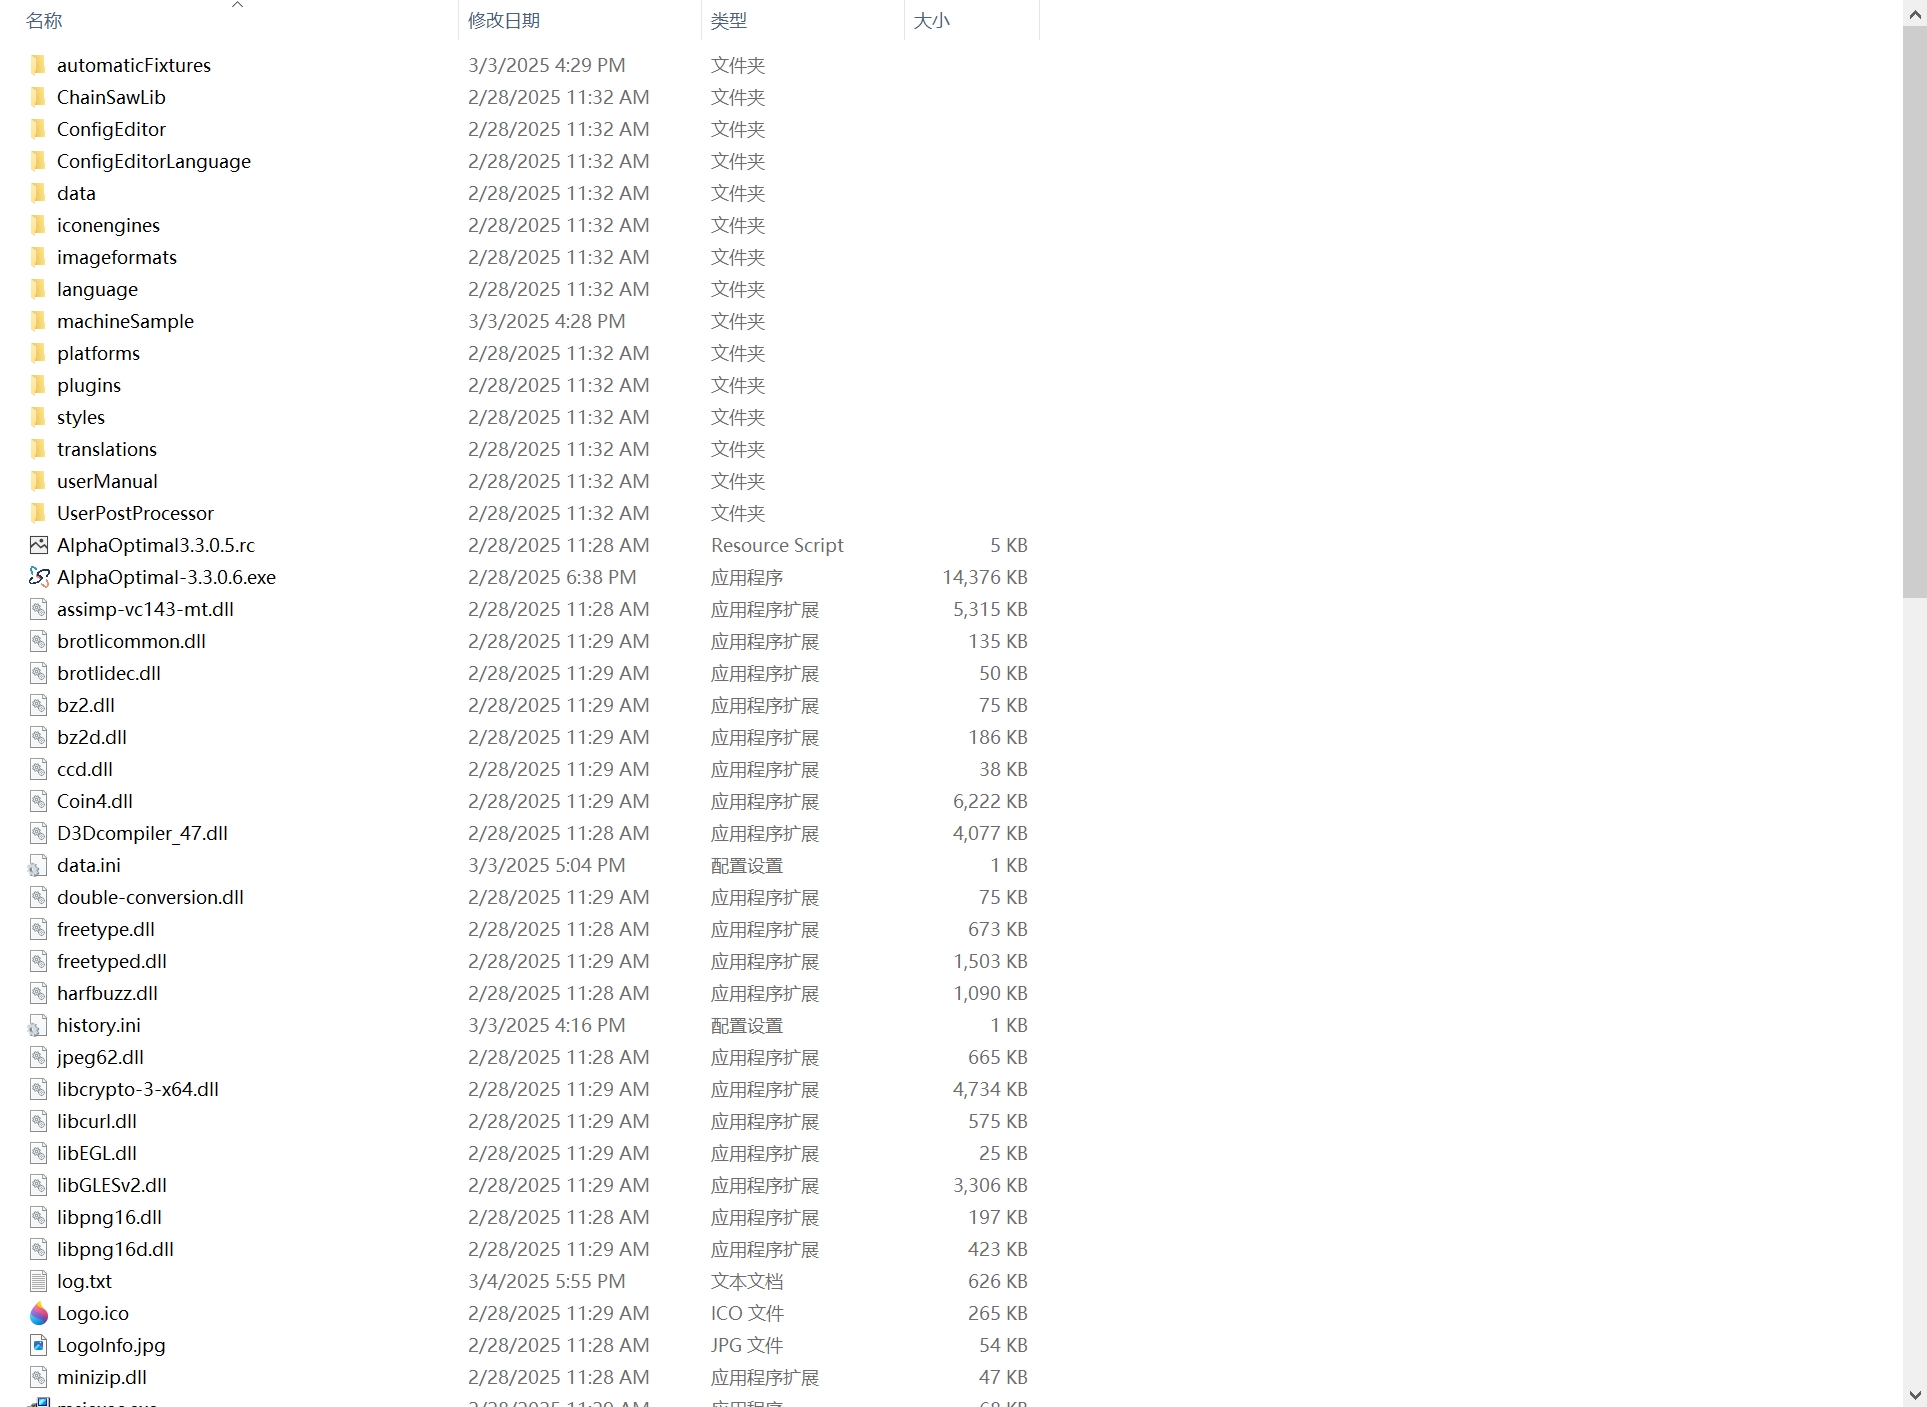 名称 修改日期 类型 大小
automaticFixtures 3/3/2025 4:29 PM 文件夹
ChainSawLib 2/28/2025 11:32 AM 文件夹
ConfigEditor 2/28/2025 11:32 AM 文件夹
ConfigEditorLanguage 2/28/2025 11:32 AM 文件夹
data 2/28/2025 11:32 AM 文件夹
iconengines 2/28/2025 11:32 AM 文件夹
imageformats 2/28/2025 11:32 AM 文件夹
language 2/28/2025 11:32 AM 文件夹
machineSample 3/3/2025 4:28 PM 文件夹
platforms 2/28/2025 11:32 AM 文件夹
plugins 2/28/2025 11:32 AM 文件夹
styles 2/28/2025 11:32 AM 文件夹
translations 2/28/2025 11:32 AM 文件夹
userManual 2/28/2025 11:32 AM 文件夹
UserPostProcessor 2/28/2025 11:32 AM 文件夹
AlphaOptimal3.3.0.5.rc 2/28/2025 11:28 AM Resource Script 5 KB
AlphaOptimal-3.3.0.6.exe 2/28/2025 6:38 PM 应用程序 14,376 KB
assimp-vc143-mt.dll 2/28/2025 11:28 AM 应用程序扩展 5,315 KB
brotlicommon.dll 2/28/2025 11:29 AM 应用程序扩展 135 KB
brotlidec.dll 2/28/2025 11:29 AM 应用程序扩展 50 KB
bz2.dll 2/28/2025 11:29 AM 应用程序扩展 75 KB
bz2d.dll 2/28/2025 11:29 AM 应用程序扩展 186 KB
ccd.dll 2/28/2025 11:29 AM 应用程序扩展 38 KB
Coin4.dll 2/28/2025 11:29 AM 应用程序扩展 6,222 KB
D3Dcompiler_47.dll 2/28/2025 11:28 AM 应用程序扩展 4,077 KB
data.ini 3/3/2025 5:04 PM 配置设置 1 KB
double-conversion.dll 2/28/2025 11:29 AM 应用程序扩展 75 KB
freetype.dll 2/28/2025 11:28 AM 应用程序扩展 673 KB
freetyped.dll 2/28/2025 11:29 AM 应用程序扩展 1,503 KB
harfbuzz.dll 2/28/2025 11:28 AM 应用程序扩展 1,090 KB
history.ini 3/3/2025 4:16 PM 配置设置 1 KB
jpeg62.dll 2/28/2025 11:28 AM 应用程序扩展 665 KB
libcrypto-3-x64.dll 2/28/2025 11:29 AM 应用程序扩展 4,734 KB
libcurl.dll 2/28/2025 11:29 AM 应用程序扩展 575 KB
libEGL.dll 2/28/2025 11:29 AM 应用程序扩展 25 KB
libGLESv2.dll 2/28/2025 11:29 AM 应用程序扩展 3,306 KB
libpng16.dll 2/28/2025 11:28 AM 应用程序扩展 197 KB
libpng16d.dll 2/28/2025 11:29 AM 应用程序扩展 423 KB
log.txt 3/4/2025 5:55 PM 文本文档 626 KB
Logo.ico 2/28/2025 11:29 AM ICO 文件 265 KB
LogoInfo.jpg 2/28/2025 11:28 AM JPG 文件 54 KB
minizip.dll 2/28/2025 11:28 AM 应用程序扩展 47 KB